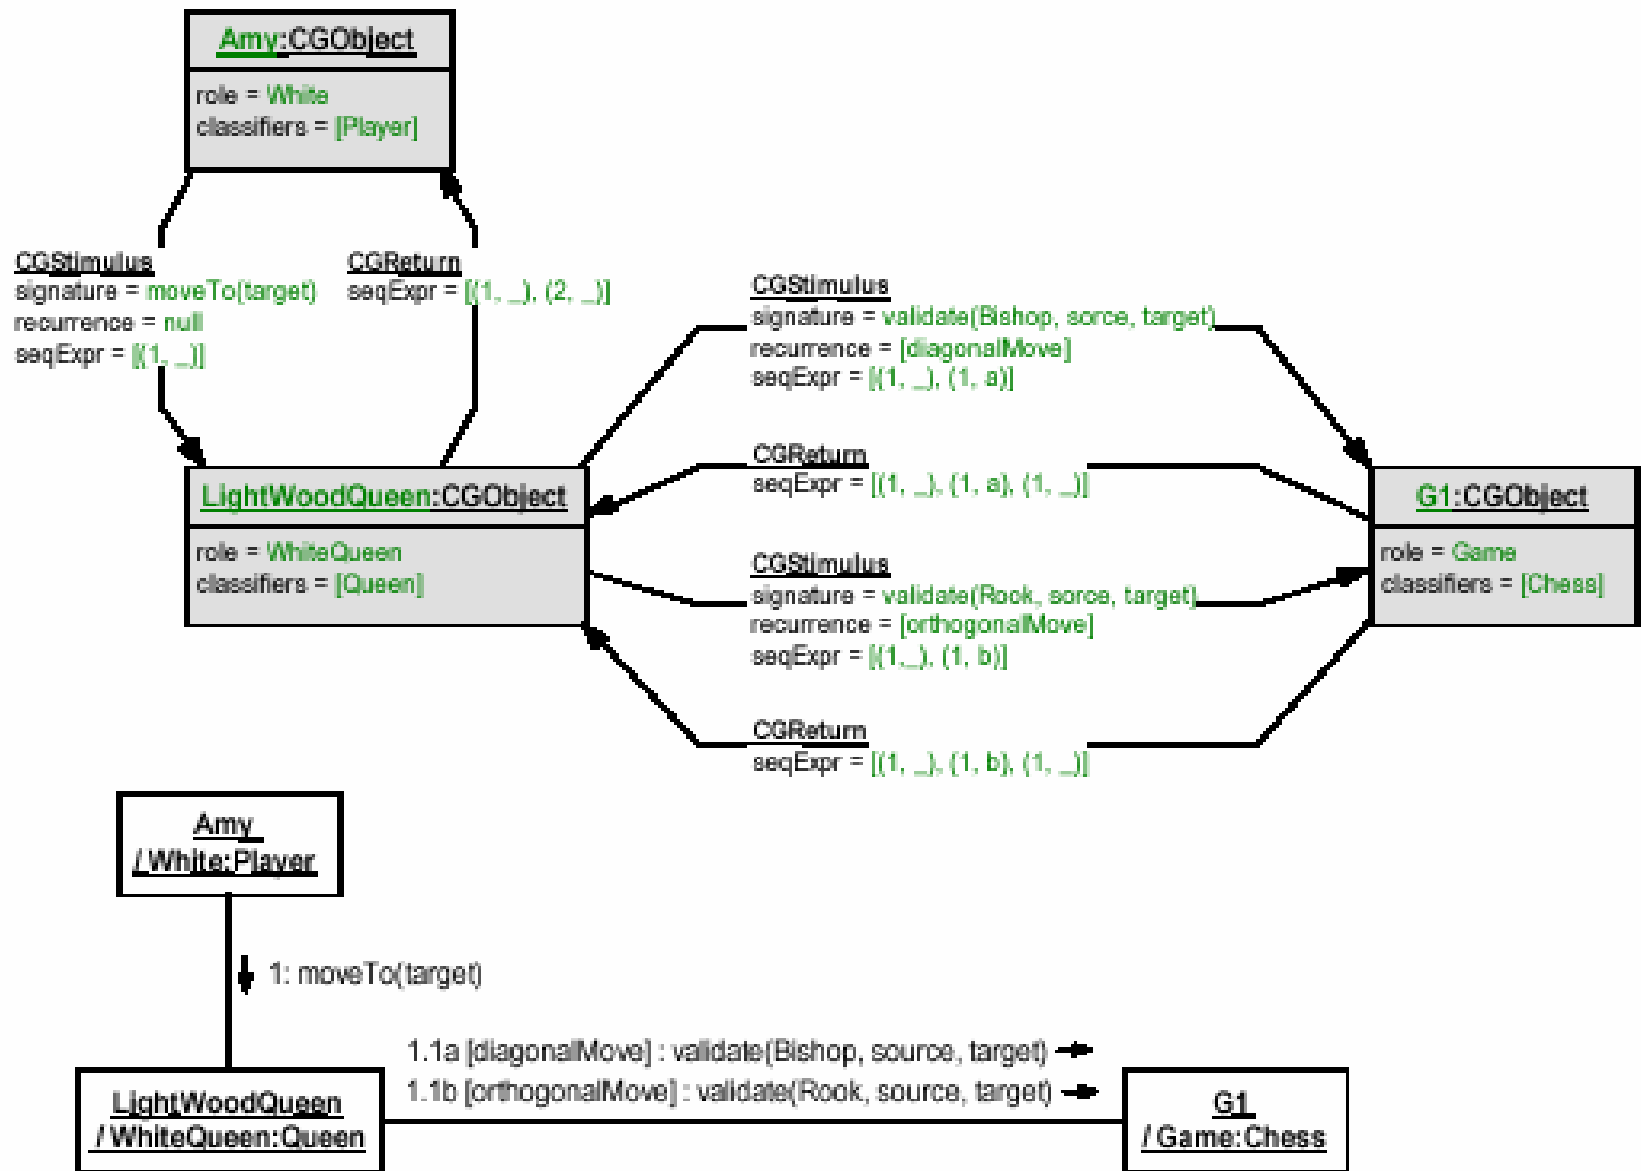 Amy:CGObject
role = White
classifiers = [Player]
CGStimulus
signature = moveTo(target)
recurrence = null
seqExpr = [(1, _)]
CGReturn
seqExpr = [(1, _), (2, _)]
CGStimulus
signature = validate(Bishop, sorce, target)
recurrence = [diagonalMove]
seqExpr = [(1, _), (1, a)]
CGReturn
seqExpr = [(1, _), (1, a), (1, _)]
LightWoodQueen:CGObject
role = WhiteQueen
classifiers = [Queen]
G1:CGObject
role = Game
classifiers = [Chess]
CGStimulus
signature = validate(Rook, sorce, target)
recurrence = [orthogonalMove]
seqExpr = [(1,_), (1, b)]
CGReturn
seqExpr = [(1, _), (1, b), (1, _)]
Amy
/ White:Player
1: moveTo(target)
1.1a [diagonalMove] : validate(Bishop, source, target)
1.1b [orthogonalMove] : validate(Rook, source, target)
LightWoodQueen
/ WhiteQueen:Queen
G1
/ Game:Chess